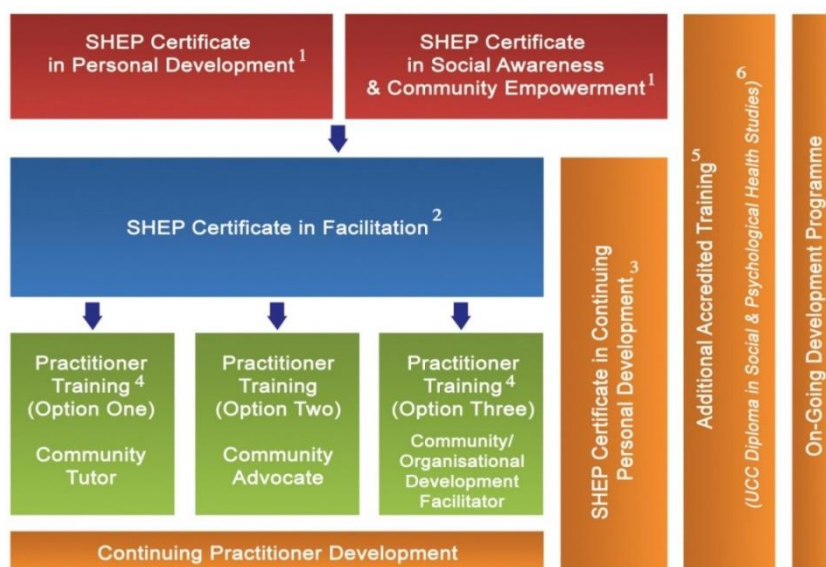 SHEP Certificate
in Personal Development 1
SHEP Certificate
in Social Awareness
& Community Empowerment 1
SHEP Certificate in Facilitation 2
Practitioner
Training 4
(Option One)
Community
Tutor
Practitioner
Training
(Option Two)
Community
Advocate
Practitioner
Training 4
(Option Three)
Community/
Organisational
Development
Facilitator
Continuing Practitioner Development
SHEP Certificate in Continuing
Personal Development 3
Additional Accredited Training 5
(UCC Diploma in Social & Psychological Health Studies) 6
On-Going Development Programme